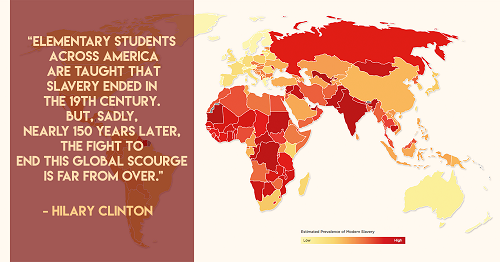 "ELEMENTARY STUDENTS
ACROSS AMERICA
ARE TAUGHT THAT
SLAVERY ENDED IN
THE 19TH CENTURY.
BUT, SADLY,
NEARLY 150 YEARS LATER,
THE FIGHT TO
END THIS GLOBAL SCOURGE
IS FAR FROM OVER."
- HILARY CLINTON
Estimated Prevalence of Modern Slavery
Low High